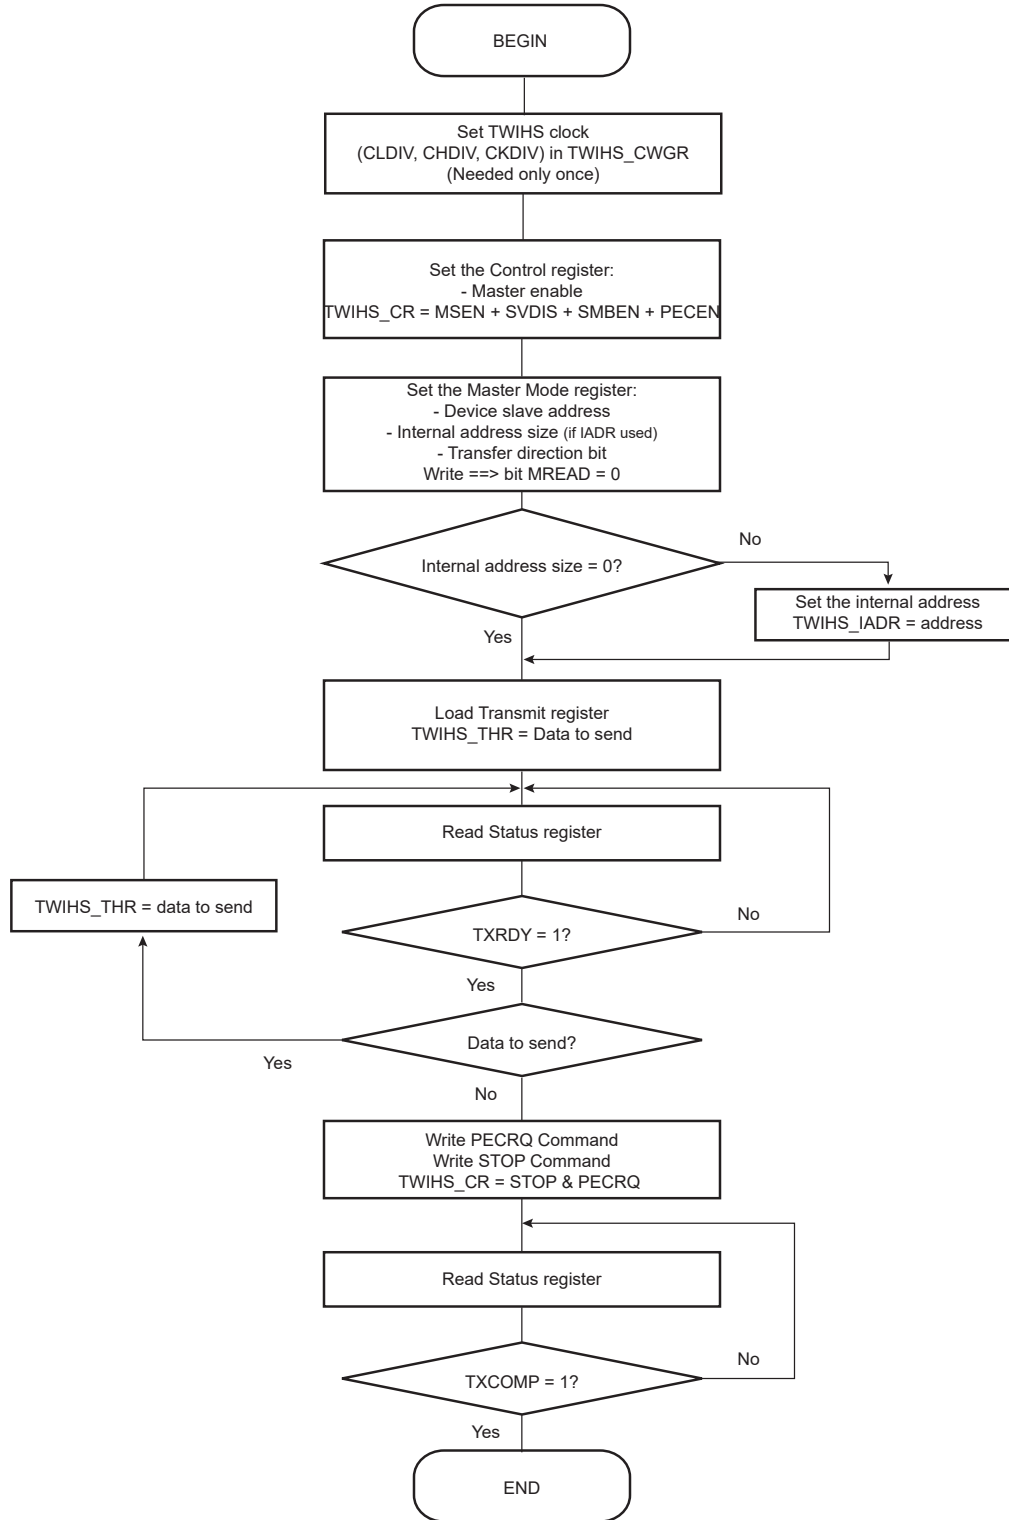 BEGIN
Set TWIHS clock
(CLDIV, CHDIV, CKDIV) in TWIHS_CWGR
(Needed only once)
Set the Control register:
- Master enable
TWIHS_CR = MSEN + SVDIS + SMBEN + PECEN
Set the Master Mode register:
- Device slave address
- Internal address size (if IADR used)
- Transfer direction bit
Write ==> bit MREAD = 0
No
Internal address size = 0?
Set the internal address
TWIHS_IADR = address
Yes
Load Transmit register
TWIHS_THR = Data to send
Read Status register
TWIHS_THR = data to send
No
TXRDY = 1?
Yes
Data to send?
Yes
No
Write PECRQ Command
Write STOP Command
TWIHS_CR = STOP & PECRQ
Read Status register
No
TXCOMP = 1?
Yes
END